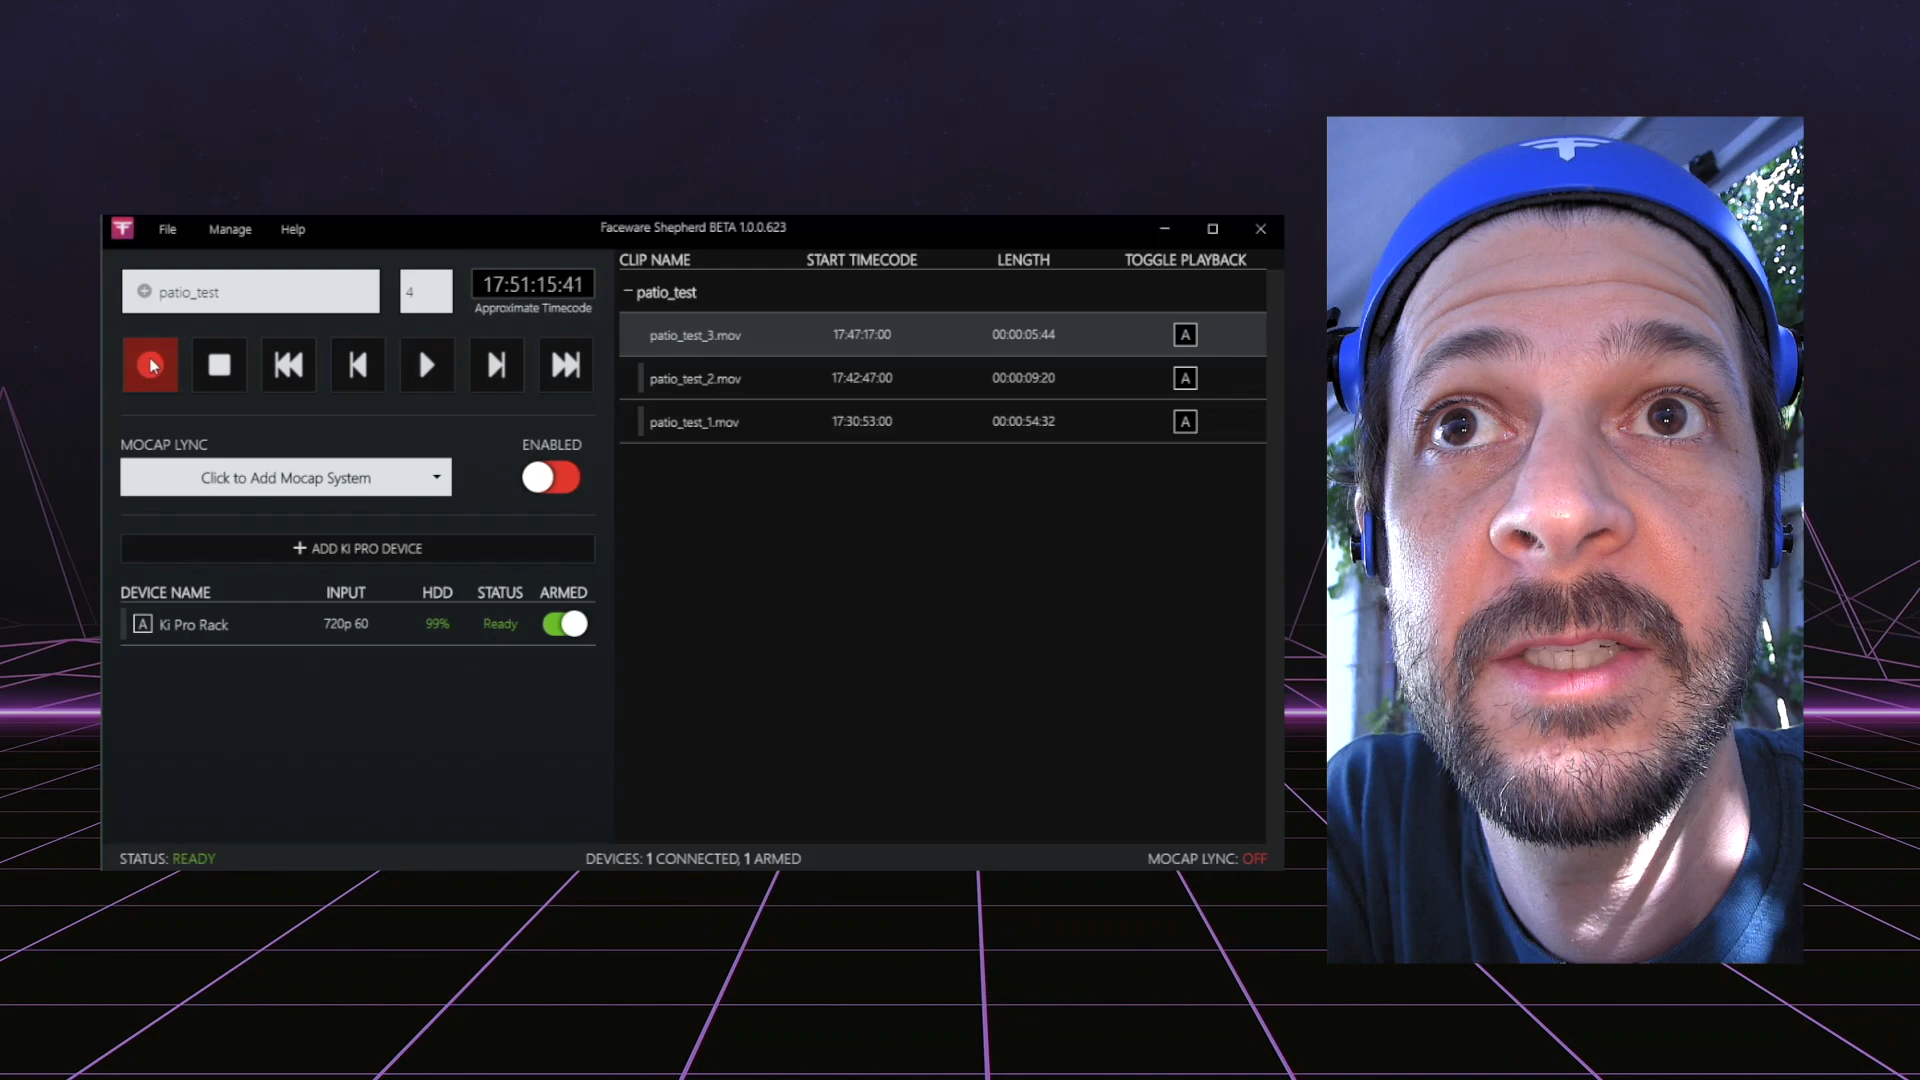 File Manage Help
Faceware Shepherd BETA 1.0.0.623
patio_test
4
17:51:15:41
Approximate Timecode
MOCAP LYNC
ENABLED
Click to Add Mocap System
ADD KI PRO DEVICE
DEVICE NAME INPUT HDD STATUS ARMED
A Ki Pro Rack 720p 60 99% Ready
CLIP NAME START TIMECODE LENGTH TOGGLE PLAYBACK
patio_test
patio_test_3.mov 17:47:17:00 00:00:05:44 A
patio_test_2.mov 17:42:47:00 00:00:09:20 A
patio_test_1.mov 17:30:53:00 00:00:54:32 A
STATUS: READY
DEVICES: 1 CONNECTED, 1 ARMED
MOCAP LYNC: OFF